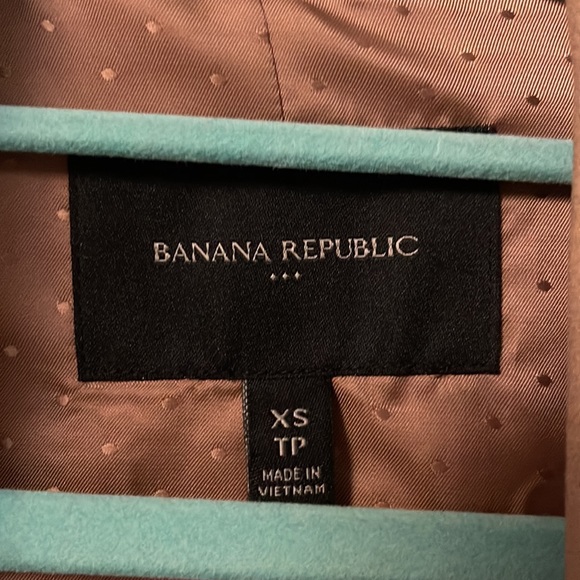 BANANA REPUBLIC
XS
TP
MADE IN
VIETNAM